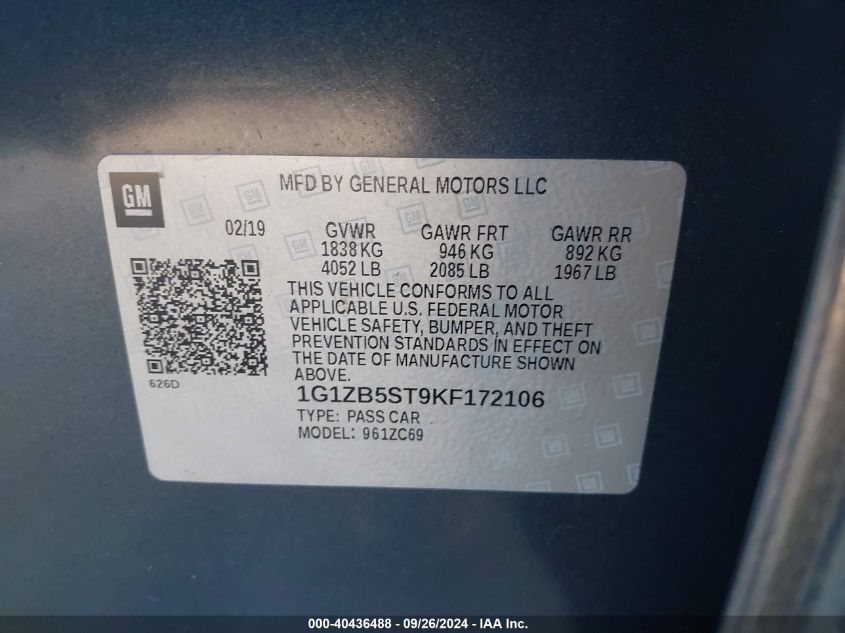 GM
MFD BY GENERAL MOTORS LLC
02/19 GVWR GAWR FRT GAWR RR
1838 KG 946 KG 892 KG
4052 LB 2085 LB 1967 LB
THIS VEHICLE CONFORMS TO ALL
APPLICABLE U.S. FEDERAL MOTOR
VEHICLE SAFETY, BUMPER, AND THEFT
PREVENTION STANDARDS IN EFFECT ON
THE DATE OF MANUFACTURE SHOWN
ABOVE.
626D
1G1ZB5ST9KF172106
TYPE: PASS CAR
MODEL: 961ZC69
000-40436488 - 09/26/2024 - IAA Inc.